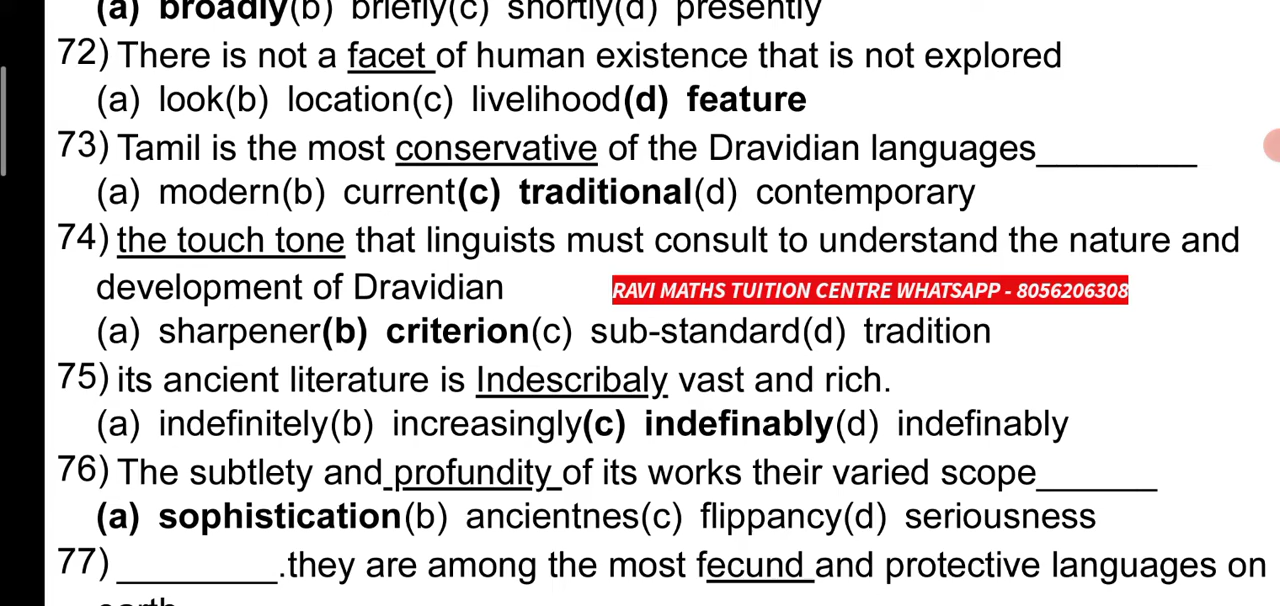 (a) broadly(b) briefly(c) shortly(d) presently
72) There is not a facet of human existence that is not explored
(a) look(b) location(c) livelihood(d) feature
73) Tamil is the most conservative of the Dravidian languages________
(a) modern(b) current(c) traditional(d) contemporary
74) the touch tone that linguists must consult to understand the nature and
development of Dravidian RAVI MATHS TUITION CENTRE WHATSAPP - 8056206308
(a) sharpener(b) criterion(c) sub-standard(d) tradition
75) its ancient literature is Indescribaly vast and rich.
(a) indefinitely(b) increasingly(c) indefinably(d) indefinably
76) The subtlety and profundity of its works their varied scope______
(a) sophistication(b) ancientnes(c) flippancy(d) seriousness
77) ________.they are among the most fecund and protective languages on
earth